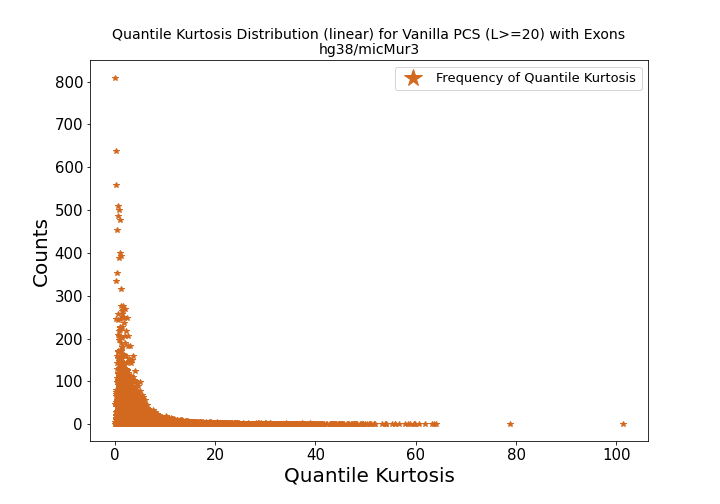 Quantile Kurtosis Distribution (linear) for Vanilla PCS (L>=20) with Exons
hg38/micMur3
Frequency of Quantile Kurtosis
800
700
600
500
400
300
200
100
0
Counts
0 20 40 60 80 100
Quantile Kurtosis